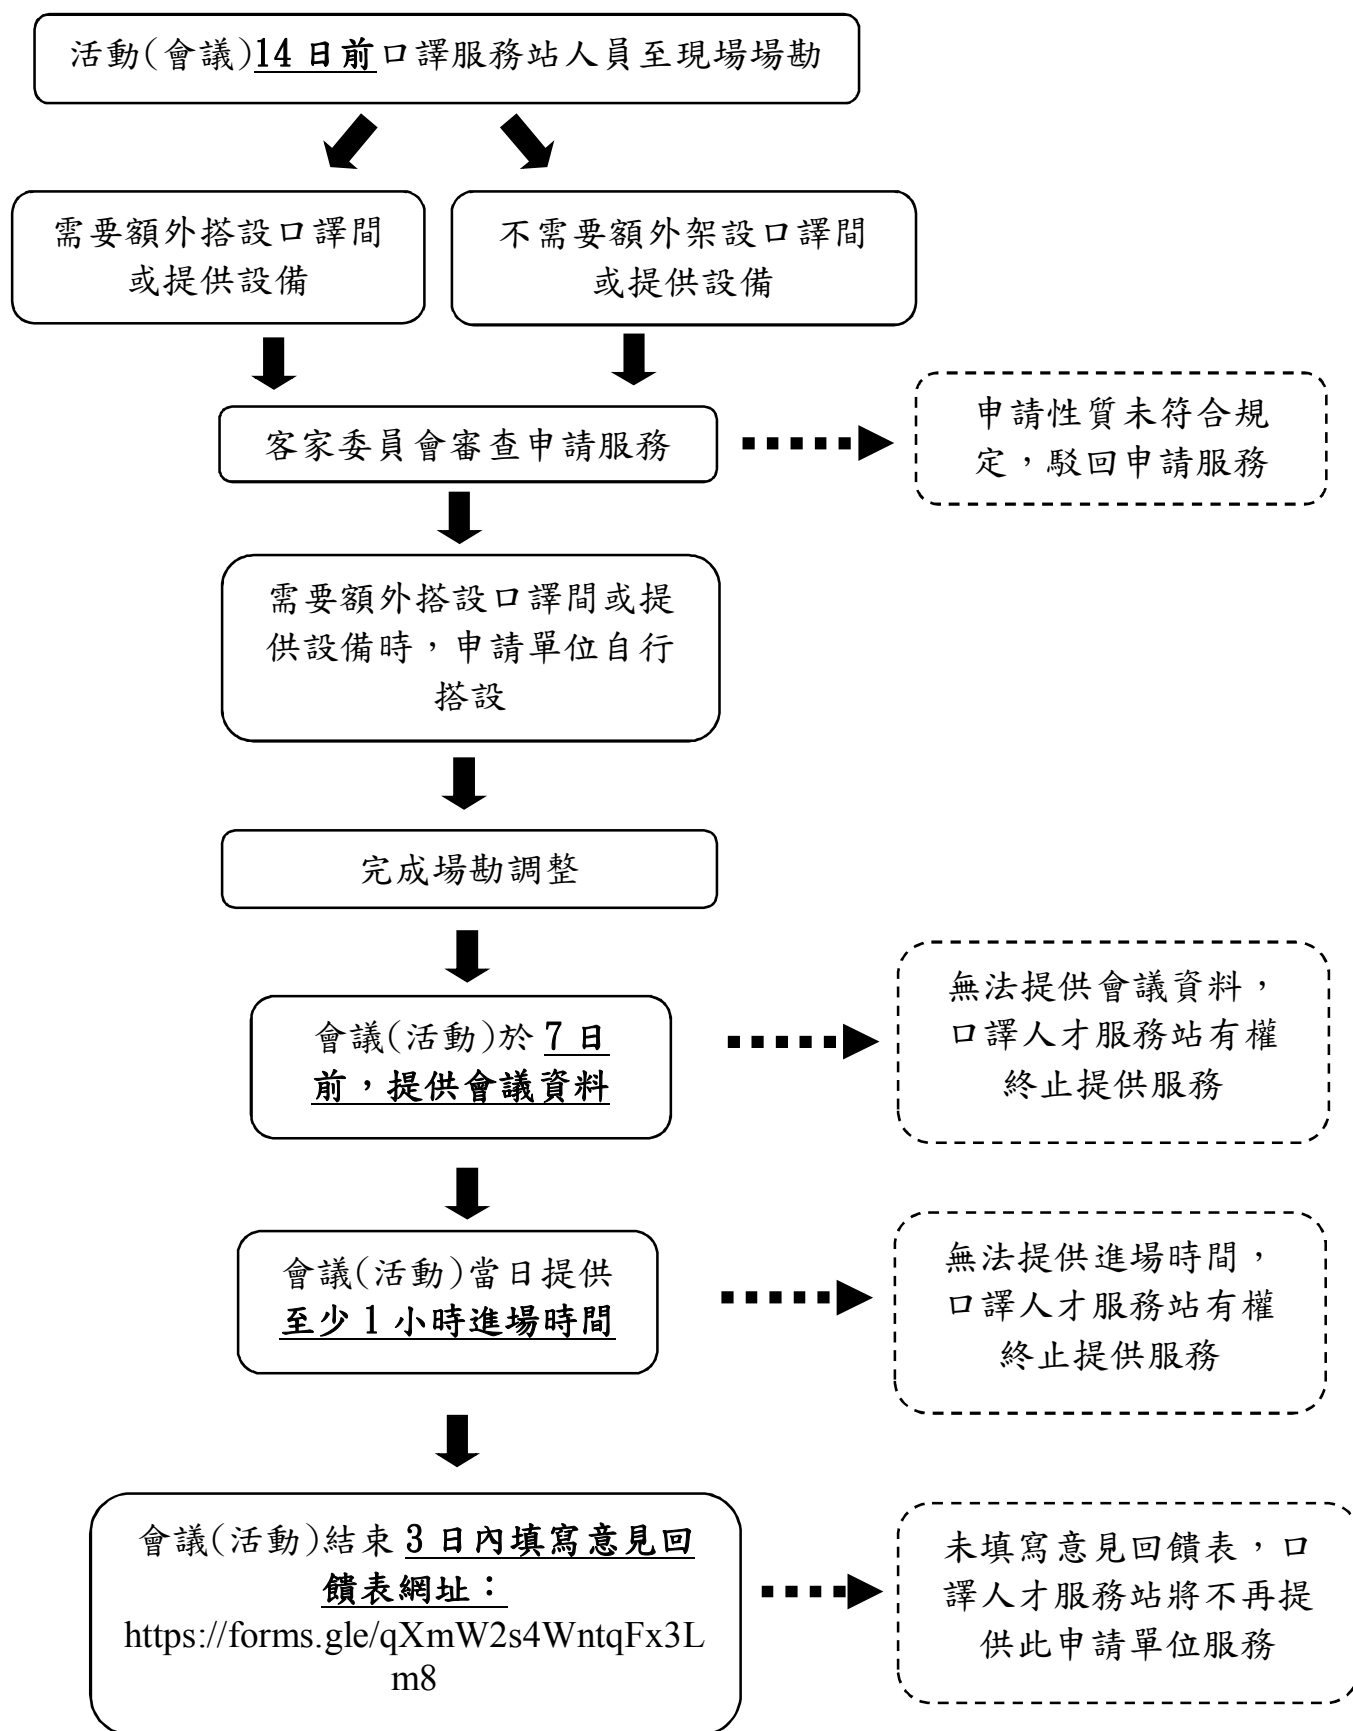 活動(會議)14 日前口譯服務站人員至現場場勘
需要額外搭設口譯間
或提供設備
不需要額外架設口譯間
或提供設備
客家委員會審查申請服務
申請性質未符合規
定，駁回申請服務
需要額外搭設口譯間或提
供設備時，申請單位自行
搭設
完成場勘調整
會議(活動)於 7 日
前，提供會議資料
無法提供會議資料，
口譯人才服務站有權
終止提供服務
會議(活動)當日提供
至少 1 小時進場時間
無法提供進場時間，
口譯人才服務站有權
終止提供服務
會議(活動)結束 3 日內填寫意見回
饋表網址：
https://forms.gle/qXmW2s4WntqFx3L
m8
未填寫意見回饋表，口
譯人才服務站將不再提
供此申請單位服務